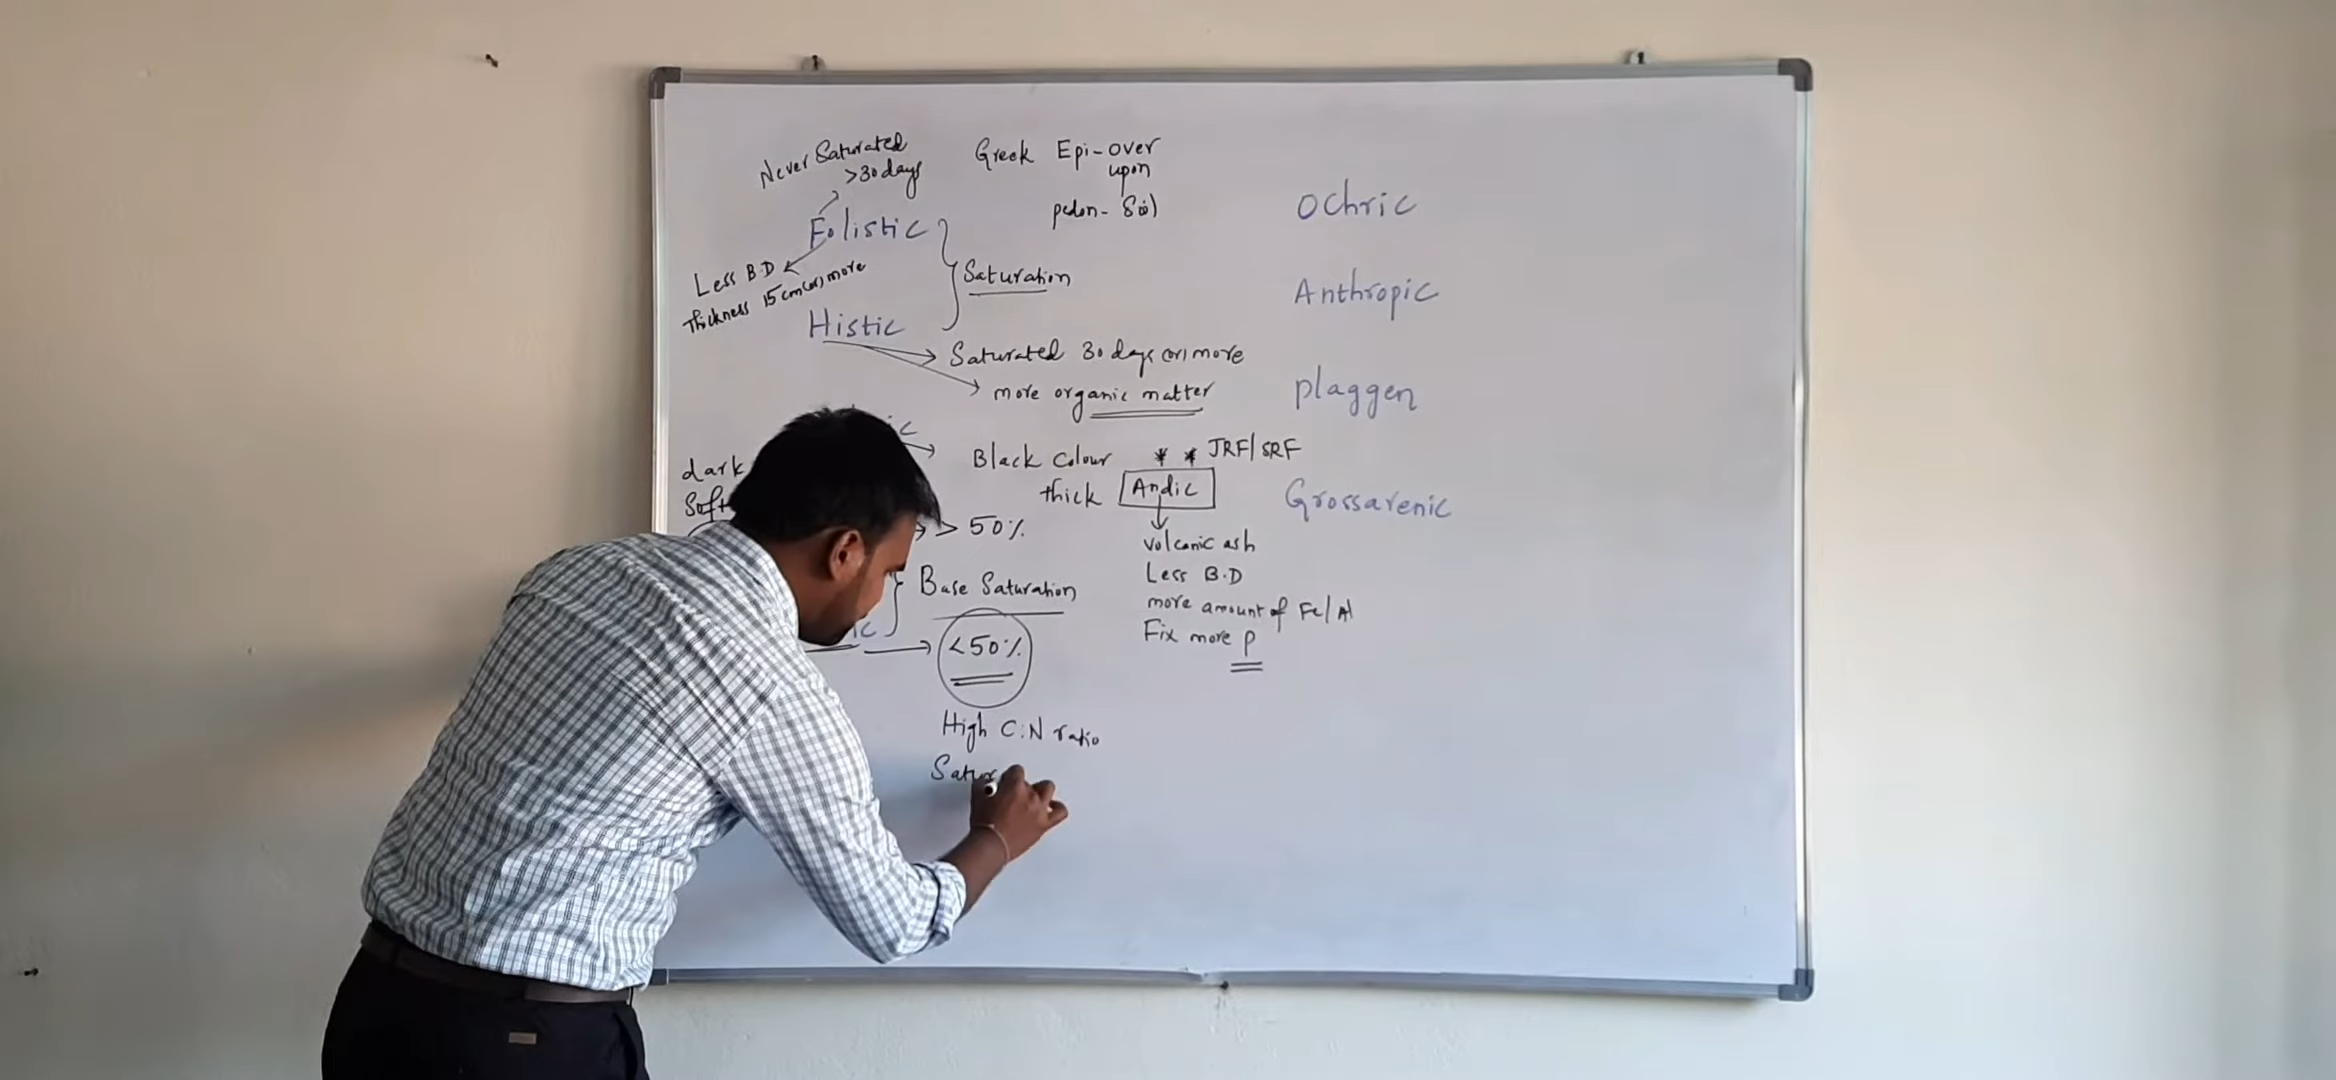 Never Saturated
>30 days
Folistic
Less B.D
Thickness 15 cm (or) more
Histic
Saturation
Greek Epi-over
upon
pedon- Soil
Saturated 30 days (or) more
more organic matter
dark
Soft
Black Colour
thick
> 50%
Base Saturation
<50%
High C:N ratio
Satur
* * JRF/SRF
Andic
volcanic ash
Less B.D
more amount of Fe/Al
Fix more P
Ochric
Anthropic
plaggen
Grossarenic